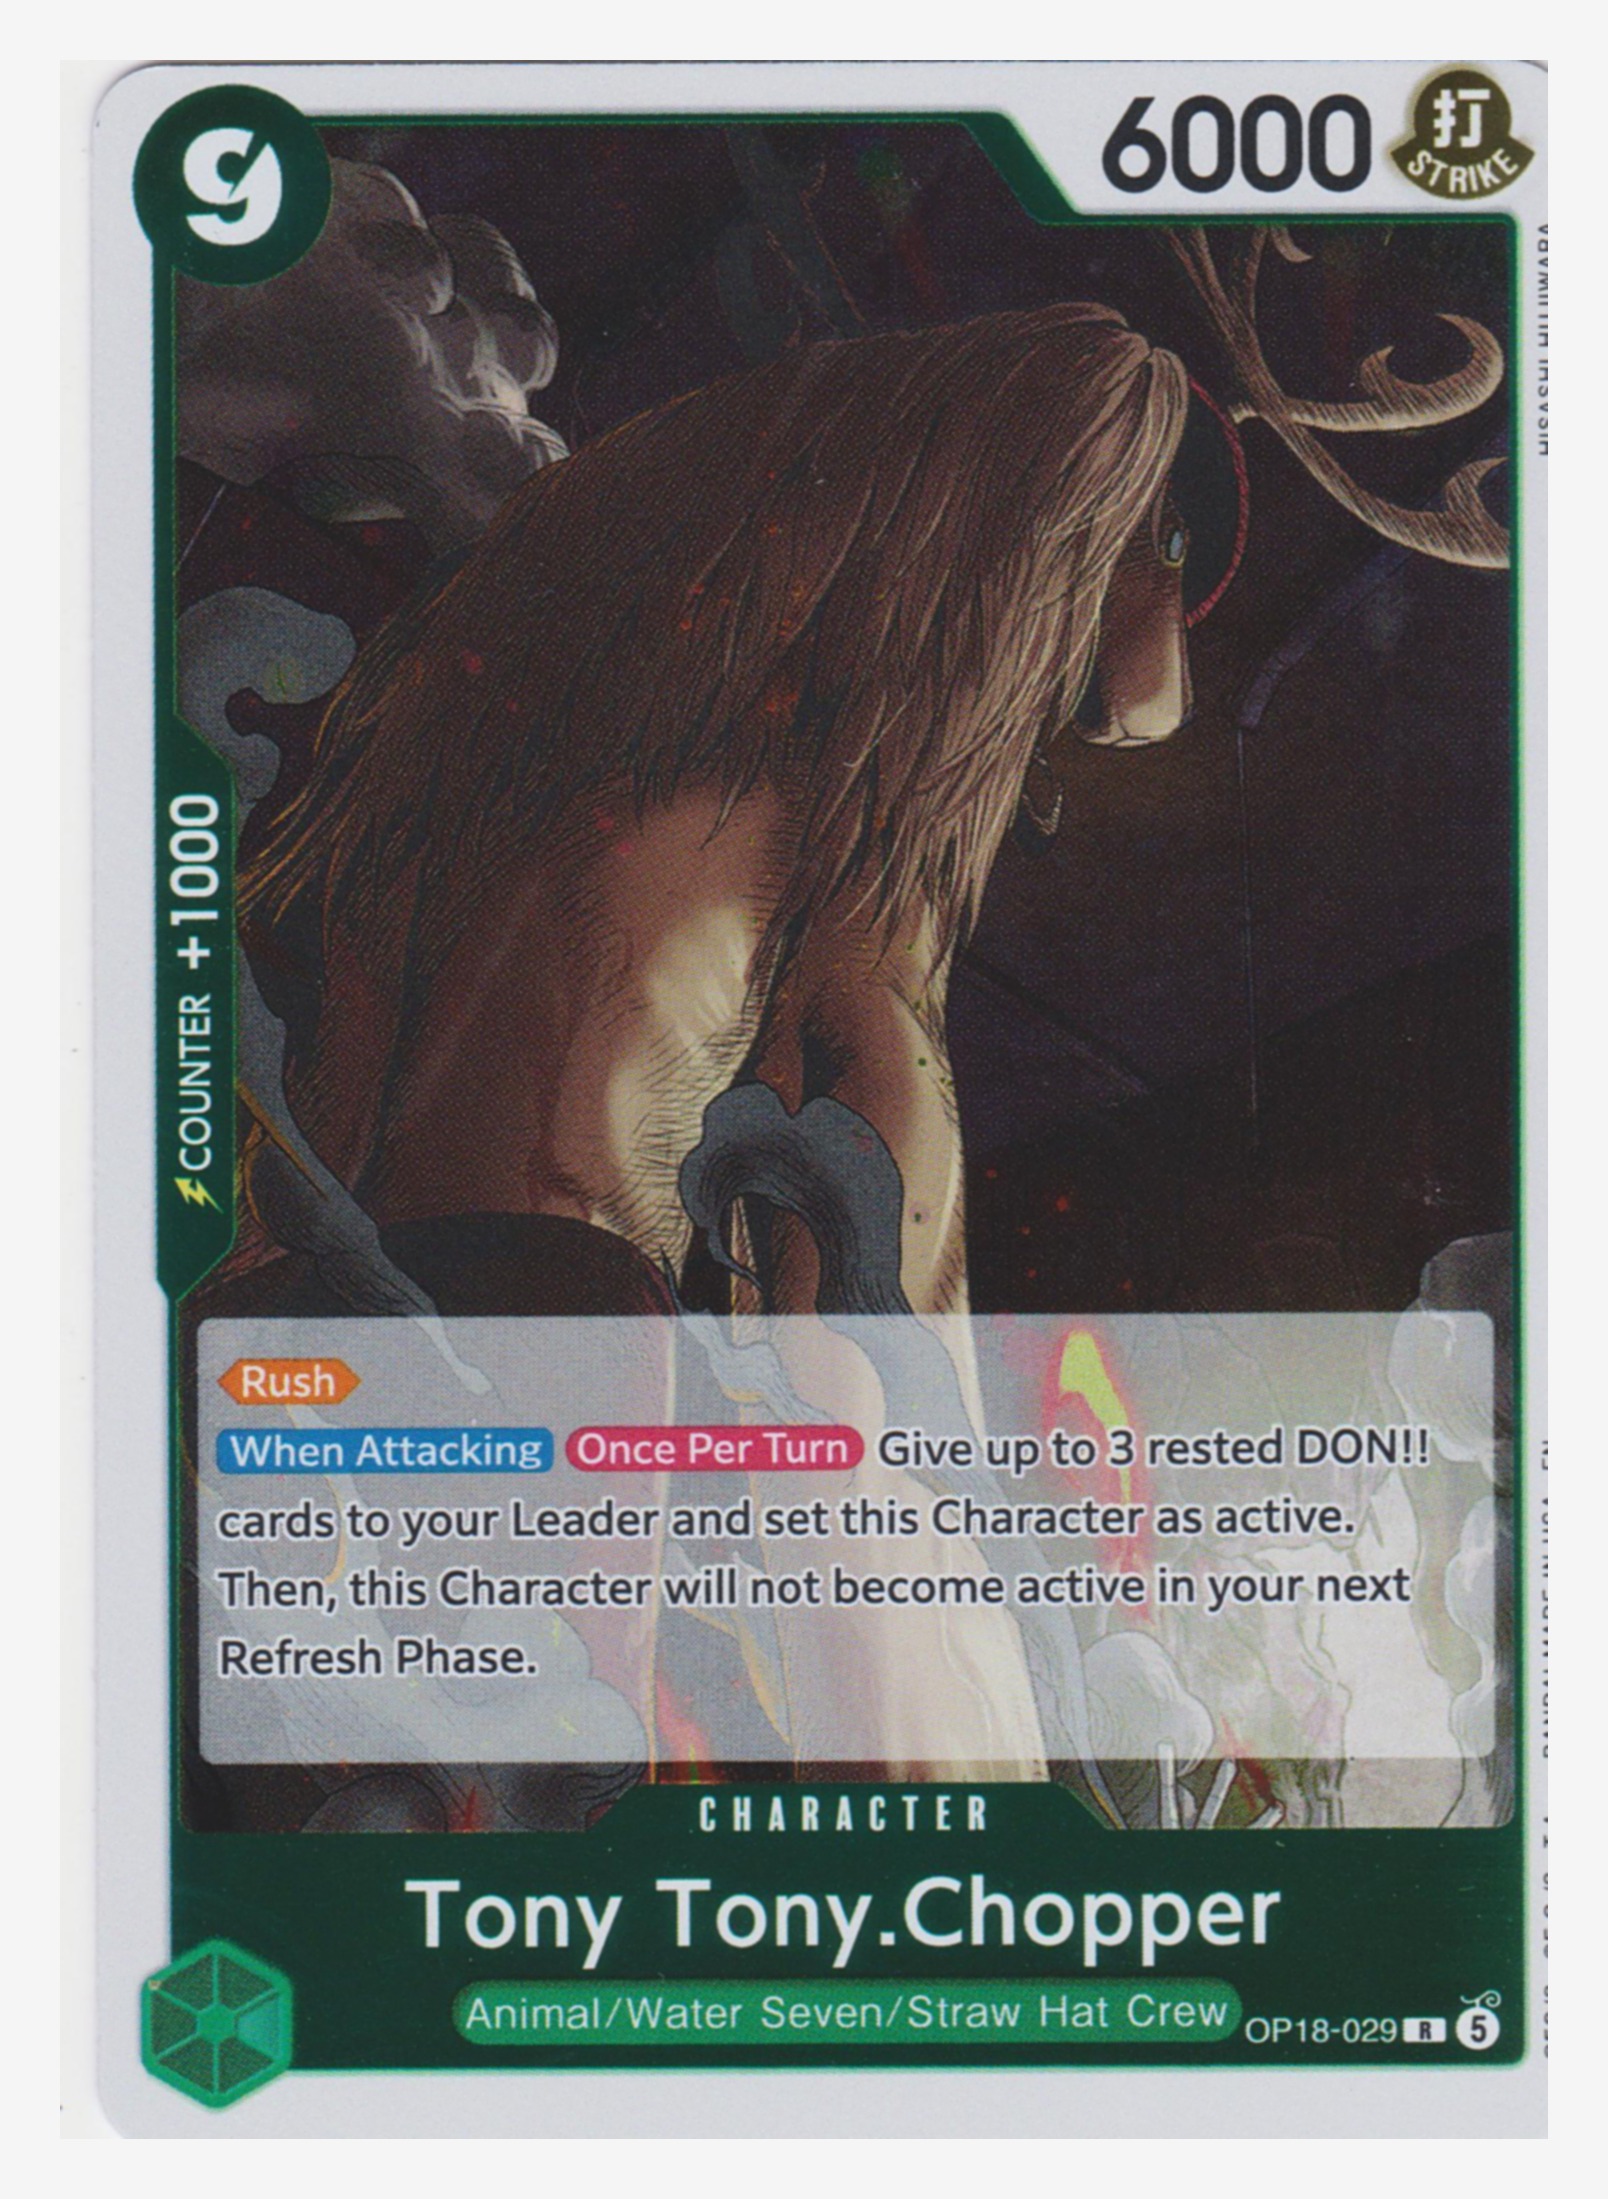 9
6000
打
STRIKE
HISASHI HUJIWARA
COUNTER +1000
Rush
When Attacking Once Per Turn Give up to 3 rested DON!!
cards to your Leader and set this Character as active.
Then, this Character will not become active in your next
Refresh Phase.
CHARACTER
Tony Tony.Chopper
Animal/Water Seven/Straw Hat Crew
OP18-029 R 5